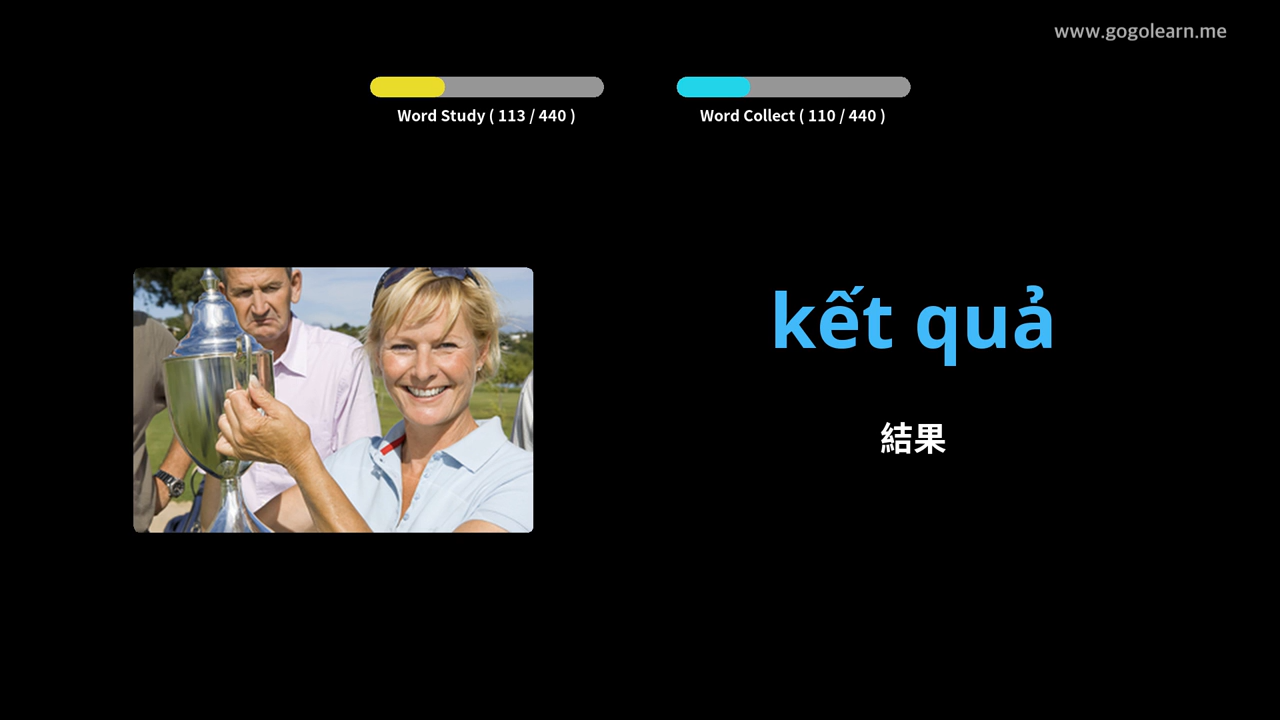 www.gogolearn.me
Word Study ( 113 / 440 )
Word Collect ( 110 / 440 )
kết quả
結果